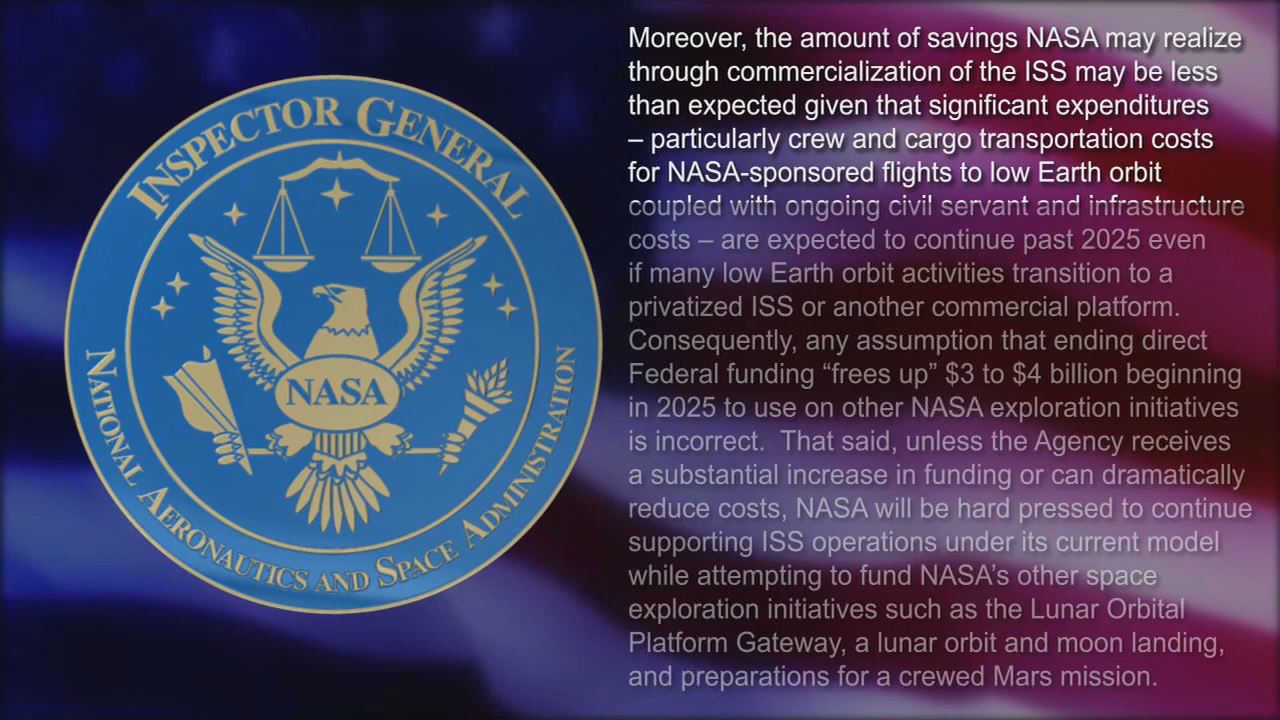 INSPECTOR GENERAL
NASA
NATIONAL AERONAUTICS AND SPACE ADMINISTRATION
Moreover, the amount of savings NASA may realize
through commercialization of the ISS may be less
than expected given that significant expenditures
– particularly crew and cargo transportation costs
for NASA-sponsored flights to low Earth orbit
coupled with ongoing civil servant and infrastructure
costs – are expected to continue past 2025 even
if many low Earth orbit activities transition to a
privatized ISS or another commercial platform.
Consequently, any assumption that ending direct
Federal funding “frees up” $3 to $4 billion beginning
in 2025 to use on other NASA exploration initiatives
is incorrect.  That said, unless the Agency receives
a substantial increase in funding or can dramatically
reduce costs, NASA will be hard pressed to continue
supporting ISS operations under its current model
while attempting to fund NASA’s other space
exploration initiatives such as the Lunar Orbital
Platform Gateway, a lunar orbit and moon landing,
and preparations for a crewed Mars mission.